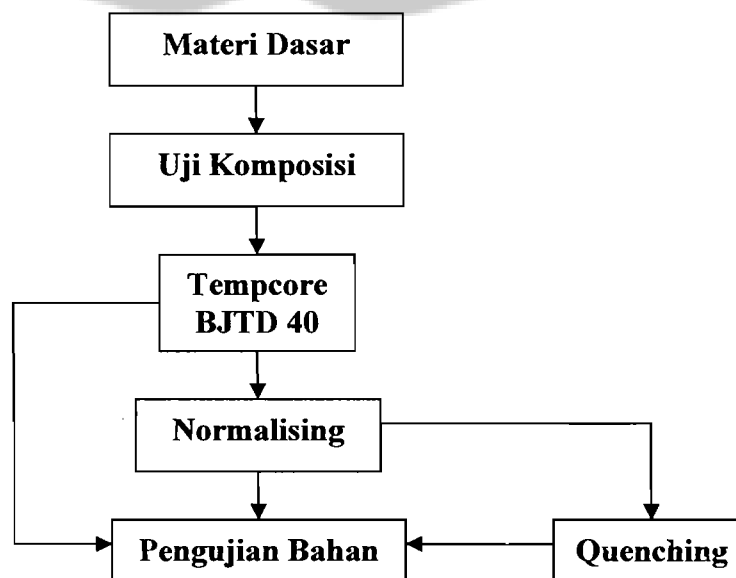 Materi Dasar
Uji Komposisi
Tempcore
BJTD 40
Normalising
Pengujian Bahan
Quenching